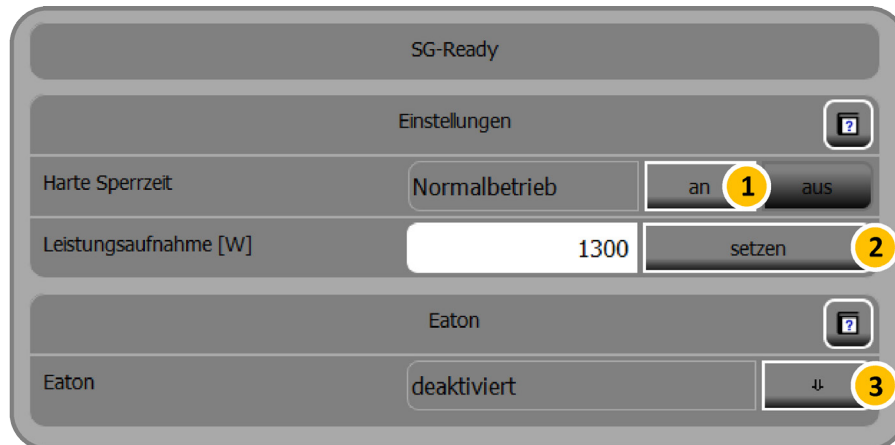 SG-Ready
Einstellungen
Harte Sperrzeit Normalbetrieb an 1 aus
Leistungsaufnahme [W] 1300 setzen 2
Eaton
Eaton deaktiviert ⇓ 3